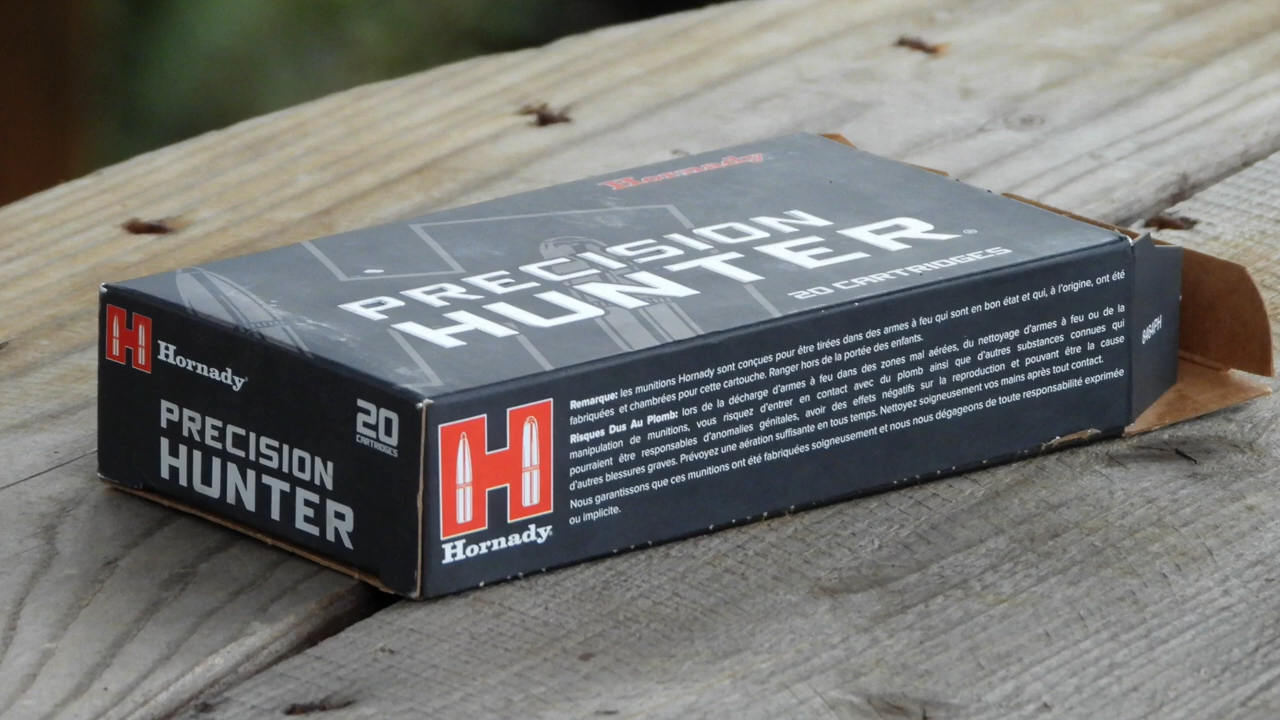 Hornady
PRECISION
HUNTER®
20 CARTRIDGES
H
Hornady
20
CARTRIDGES
PRECISION
HUNTER
H
Hornady
Remarque: les munitions Hornady sont conçues pour être tirées dans des armes à feu qui sont en bon état et qui, à l'origine, ont été
fabriquées et chambrées pour cette cartouche. Ranger hors de la portée des enfants.
Risques Dus Au Plomb: lors de la décharge d'armes à feu dans des zones mal aérées, du nettoyage d'armes à feu ou de la
manipulation de munitions, vous risquez d'entrer en contact avec du plomb ainsi que d'autres substances connues qui
pourraient être responsables d'anomalies génitales, avoir des effets négatifs sur la reproduction et pouvant être la cause
d'autres blessures graves. Prévoyez une aération suffisante en tous temps. Nettoyez soigneusement vos mains après tout contact.
Nous garantissons que ces munitions ont été fabriquées soigneusement et nous nous dégageons de toute responsabilité exprimée
ou implicite.